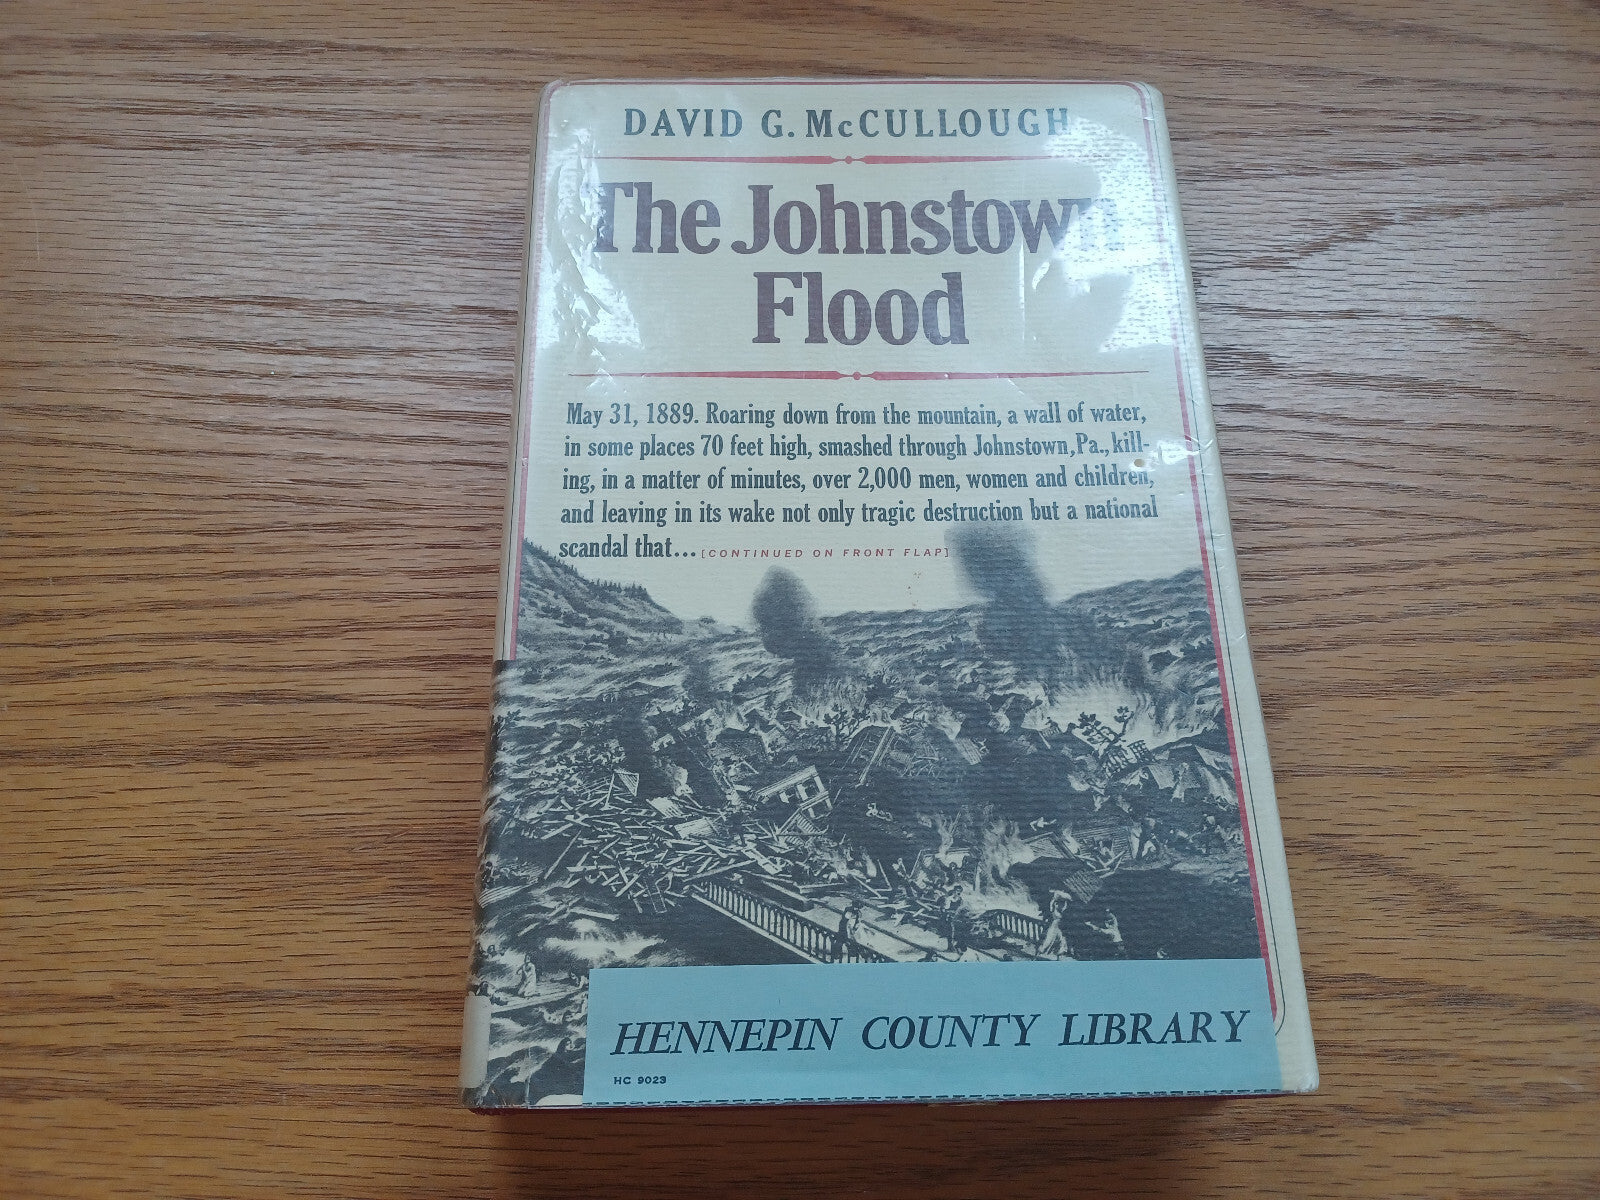 DAVID G. McCULLOUGH
The Johnstown
Flood
May 31, 1889. Roaring down from the mountain, a wall of water,
in some places 70 feet high, smashed through Johnstown, Pa., kill-
ing, in a matter of minutes, over 2,000 men, women and children,
and leaving in its wake not only tragic destruction but a national
scandal that... [CONTINUED ON FRONT FLAP]
HENNEPIN COUNTY LIBRARY
HC 9023